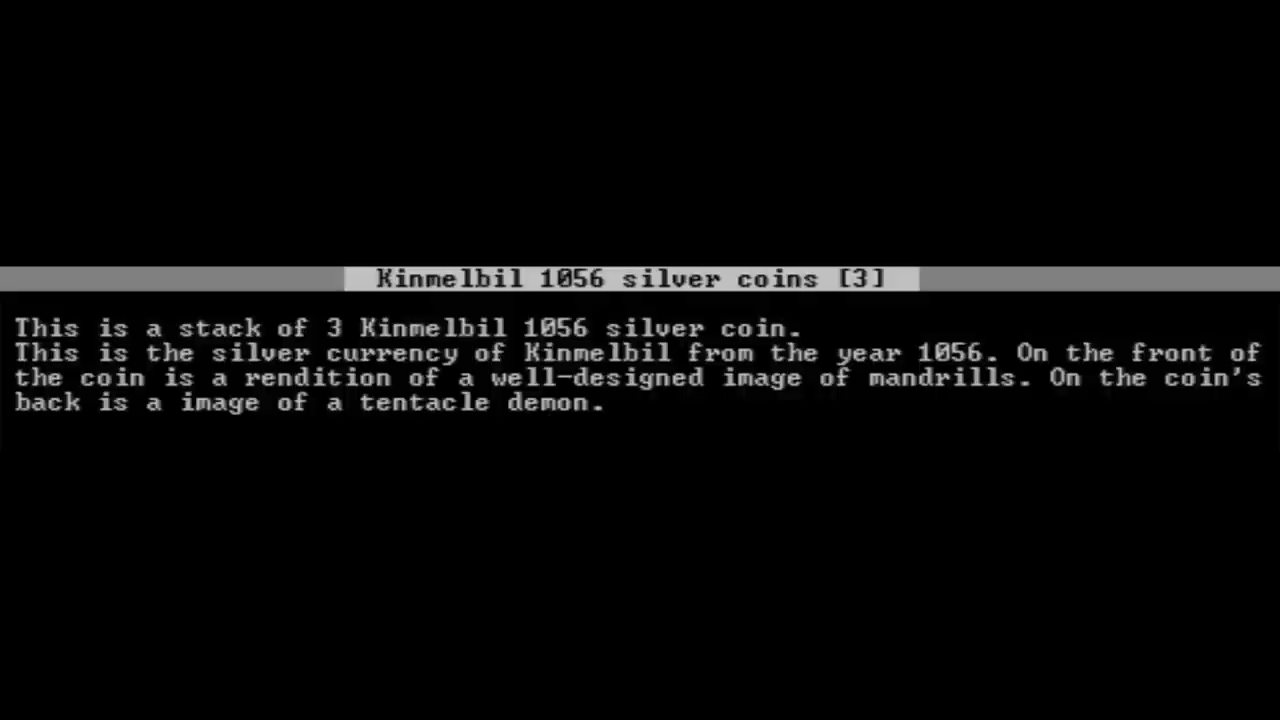 Kinmelbil 1056 silver coins [3]
This is a stack of 3 Kinmelbil 1056 silver coin.
This is the silver currency of Kinmelbil from the year 1056. On the front of
the coin is a rendition of a well-designed image of mandrills. On the coin's
back is a image of a tentacle demon.